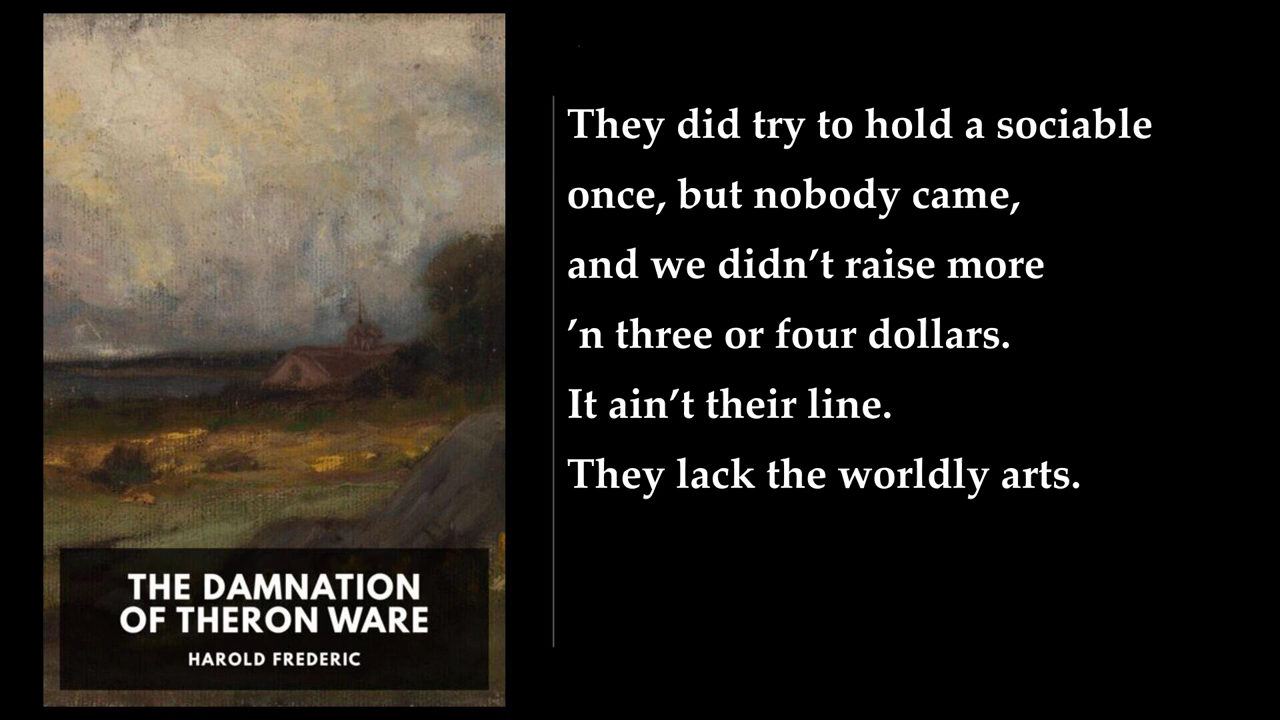 THE DAMNATION
OF THERON WARE
HAROLD FREDERIC
They did try to hold a sociable
once, but nobody came,
and we didn’t raise more
’n three or four dollars.
It ain’t their line.
They lack the worldly arts.